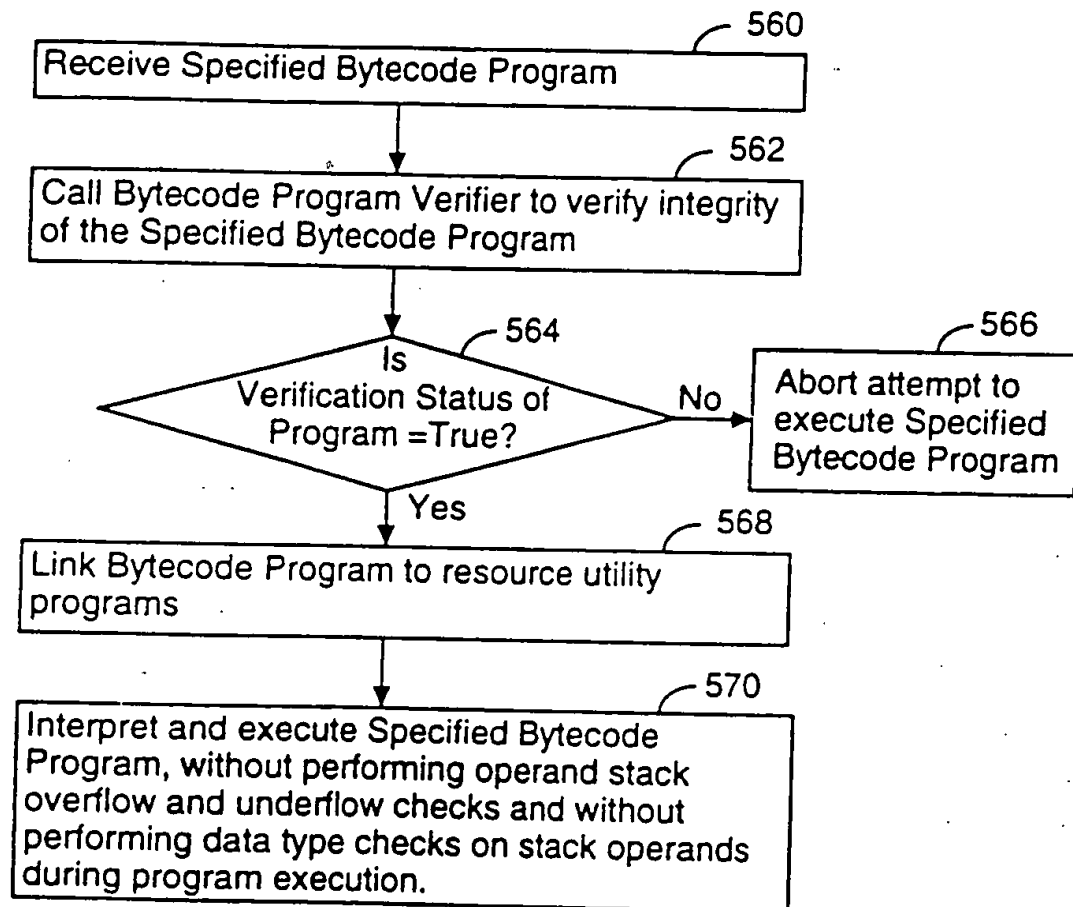 560
Receive Specified Bytecode Program
562
Call Bytecode Program Verifier to verify integrity
of the Specified Bytecode Program
564
Is
Verification Status of
Program =True?
No
566
Abort attempt to
execute Specified
Bytecode Program
Yes
568
Link Bytecode Program to resource utility
programs
570
Interpret and execute Specified Bytecode
Program, without performing operand stack
overflow and underflow checks and without
performing data type checks on stack operands
during program execution.